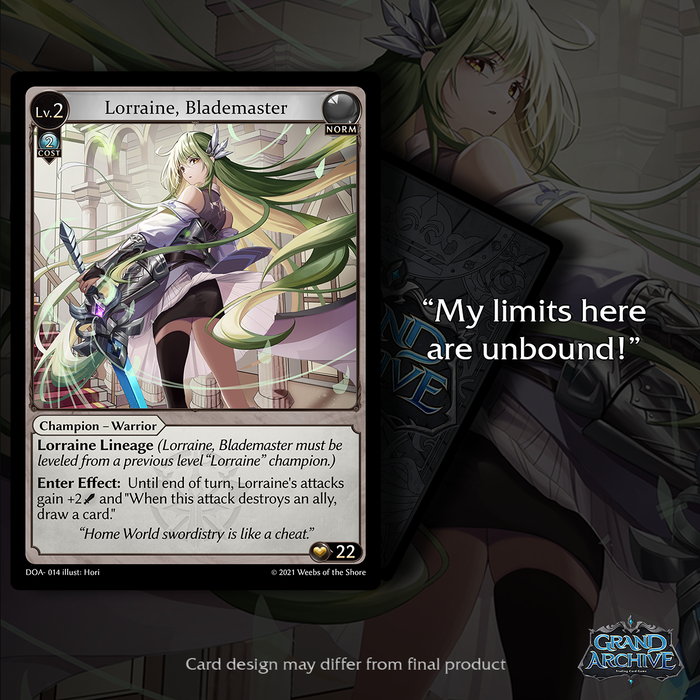 Lv.2
Lorraine, Blademaster
NORM
2
COST
“My limits here
are unbound!”
Champion – Warrior
Lorraine Lineage (Lorraine, Blademaster must be
leveled from a previous level “Lorraine” champion.)
Enter Effect: Until end of turn, Lorraine's attacks
gain +2 and "When this attack destroys an ally,
draw a card."
“Home World swordistry is like a cheat.”
22
DOA- 014 illust: Hori
© 2021 Weebs of the Shore
Card design may differ from final product
GRAND
ARCHIVE
Trading Card Game